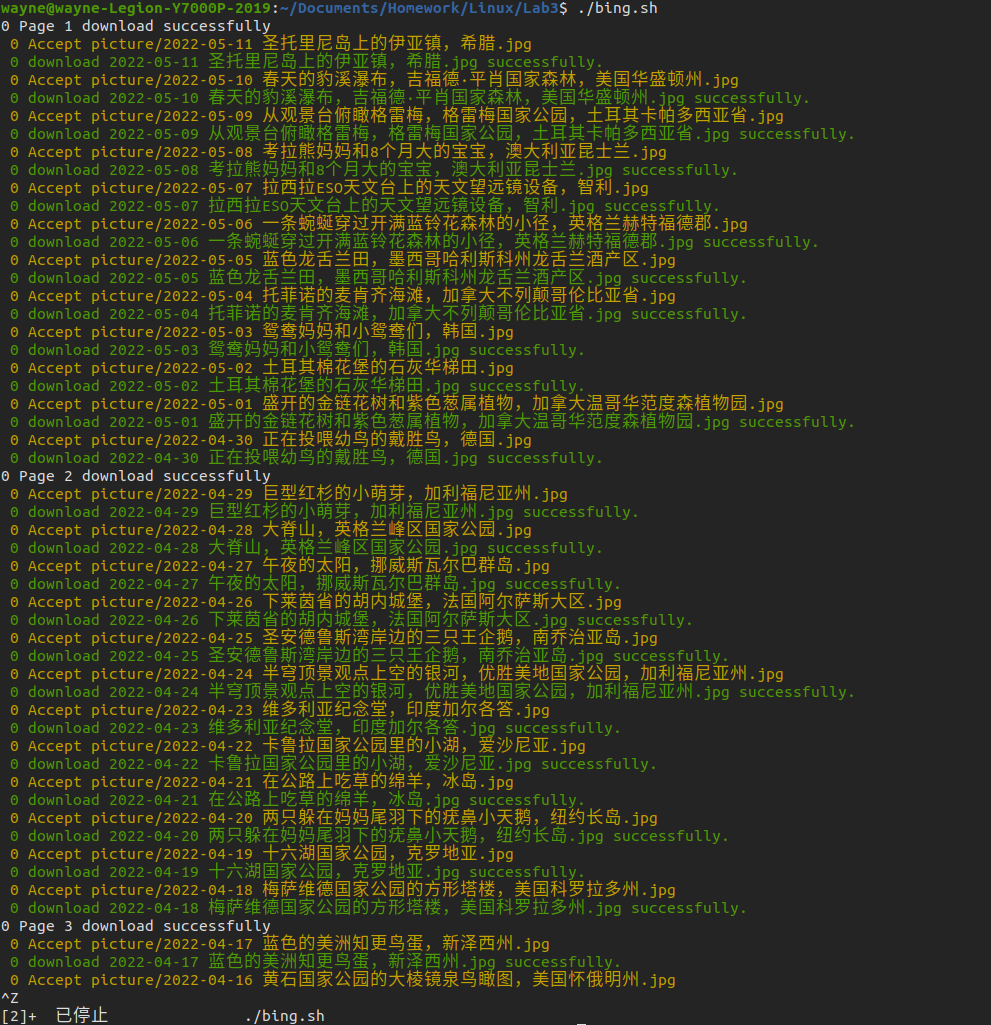 wayne@wayne-Legion-Y7000P-2019:~/Documents/Homework/Linux/Lab3$ ./bing.sh
0 Page 1 download successfully
 0 Accept picture/2022-05-11 圣托里尼岛上的伊亚镇，希腊.jpg
 0 download 2022-05-11 圣托里尼岛上的伊亚镇，希腊.jpg successfully.
 0 Accept picture/2022-05-10 春天的豹溪瀑布，吉福德·平肖国家森林，美国华盛顿州.jpg
 0 download 2022-05-10 春天的豹溪瀑布，吉福德·平肖国家森林，美国华盛顿州.jpg successfully.
 0 Accept picture/2022-05-09 从观景台俯瞰格雷梅，格雷梅国家公园，土耳其卡帕多西亚省.jpg
 0 download 2022-05-09 从观景台俯瞰格雷梅，格雷梅国家公园，土耳其卡帕多西亚省.jpg successfully.
 0 Accept picture/2022-05-08 考拉熊妈妈和8个月大的宝宝，澳大利亚昆士兰.jpg
 0 download 2022-05-08 考拉熊妈妈和8个月大的宝宝，澳大利亚昆士兰.jpg successfully.
 0 Accept picture/2022-05-07 拉西拉ESO天文台上的天文望远镜设备，智利.jpg
 0 download 2022-05-07 拉西拉ESO天文台上的天文望远镜设备，智利.jpg successfully.
 0 Accept picture/2022-05-06 一条蜿蜒穿过开满蓝铃花森林的小径，英格兰赫特福德郡.jpg
 0 download 2022-05-06 一条蜿蜒穿过开满蓝铃花森林的小径，英格兰赫特福德郡.jpg successfully.
 0 Accept picture/2022-05-05 蓝色龙舌兰田，墨西哥哈利斯科州龙舌兰酒产区.jpg
 0 download 2022-05-05 蓝色龙舌兰田，墨西哥哈利斯科州龙舌兰酒产区.jpg successfully.
 0 Accept picture/2022-05-04 托菲诺的麦肯齐海滩，加拿大不列颠哥伦比亚省.jpg
 0 download 2022-05-04 托菲诺的麦肯齐海滩，加拿大不列颠哥伦比亚省.jpg successfully.
 0 Accept picture/2022-05-03 鸳鸯妈妈和小鸳鸯们，韩国.jpg
 0 download 2022-05-03 鸳鸯妈妈和小鸳鸯们，韩国.jpg successfully.
 0 Accept picture/2022-05-02 土耳其棉花堡的石灰华梯田.jpg
 0 download 2022-05-02 土耳其棉花堡的石灰华梯田.jpg successfully.
 0 Accept picture/2022-05-01 盛开的金链花树和紫色葱属植物，加拿大温哥华范度森植物园.jpg
 0 download 2022-05-01 盛开的金链花树和紫色葱属植物，加拿大温哥华范度森植物园.jpg successfully.
 0 Accept picture/2022-04-30 正在投喂幼鸟的戴胜鸟，德国.jpg
 0 download 2022-04-30 正在投喂幼鸟的戴胜鸟，德国.jpg successfully.
0 Page 2 download successfully
 0 Accept picture/2022-04-29 巨型红杉的小萌芽，加利福尼亚州.jpg
 0 download 2022-04-29 巨型红杉的小萌芽，加利福尼亚州.jpg successfully.
 0 Accept picture/2022-04-28 大脊山，英格兰峰区国家公园.jpg
 0 download 2022-04-28 大脊山，英格兰峰区国家公园.jpg successfully.
 0 Accept picture/2022-04-27 午夜的太阳，挪威斯瓦尔巴群岛.jpg
 0 download 2022-04-27 午夜的太阳，挪威斯瓦尔巴群岛.jpg successfully.
 0 Accept picture/2022-04-26 下莱茵省的胡内城堡，法国阿尔萨斯大区.jpg
 0 download 2022-04-26 下莱茵省的胡内城堡，法国阿尔萨斯大区.jpg successfully.
 0 Accept picture/2022-04-25 圣安德鲁斯湾岸边的三只王企鹅，南乔治亚岛.jpg
 0 download 2022-04-25 圣安德鲁斯湾岸边的三只王企鹅，南乔治亚岛.jpg successfully.
 0 Accept picture/2022-04-24 半穹顶景观点上空的银河，优胜美地国家公园，加利福尼亚州.jpg
 0 download 2022-04-24 半穹顶景观点上空的银河，优胜美地国家公园，加利福尼亚州.jpg successfully.
 0 Accept picture/2022-04-23 维多利亚纪念堂，印度加尔各答.jpg
 0 download 2022-04-23 维多利亚纪念堂，印度加尔各答.jpg successfully.
 0 Accept picture/2022-04-22 卡鲁拉国家公园里的小湖，爱沙尼亚.jpg
 0 download 2022-04-22 卡鲁拉国家公园里的小湖，爱沙尼亚.jpg successfully.
 0 Accept picture/2022-04-21 在公路上吃草的绵羊，冰岛.jpg
 0 download 2022-04-21 在公路上吃草的绵羊，冰岛.jpg successfully.
 0 Accept picture/2022-04-20 两只躲在妈妈尾羽下的疣鼻小天鹅，纽约长岛.jpg
 0 download 2022-04-20 两只躲在妈妈尾羽下的疣鼻小天鹅，纽约长岛.jpg successfully.
 0 Accept picture/2022-04-19 十六湖国家公园，克罗地亚.jpg
 0 download 2022-04-19 十六湖国家公园，克罗地亚.jpg successfully.
 0 Accept picture/2022-04-18 梅萨维德国家公园的方形塔楼，美国科罗拉多州.jpg
 0 download 2022-04-18 梅萨维德国家公园的方形塔楼，美国科罗拉多州.jpg successfully.
0 Page 3 download successfully
 0 Accept picture/2022-04-17 蓝色的美洲知更鸟蛋，新泽西州.jpg
 0 download 2022-04-17 蓝色的美洲知更鸟蛋，新泽西州.jpg successfully.
 0 Accept picture/2022-04-16 黄石国家公园的大棱镜泉鸟瞰图，美国怀俄明州.jpg
^Z
[2]+  已停止               ./bing.sh